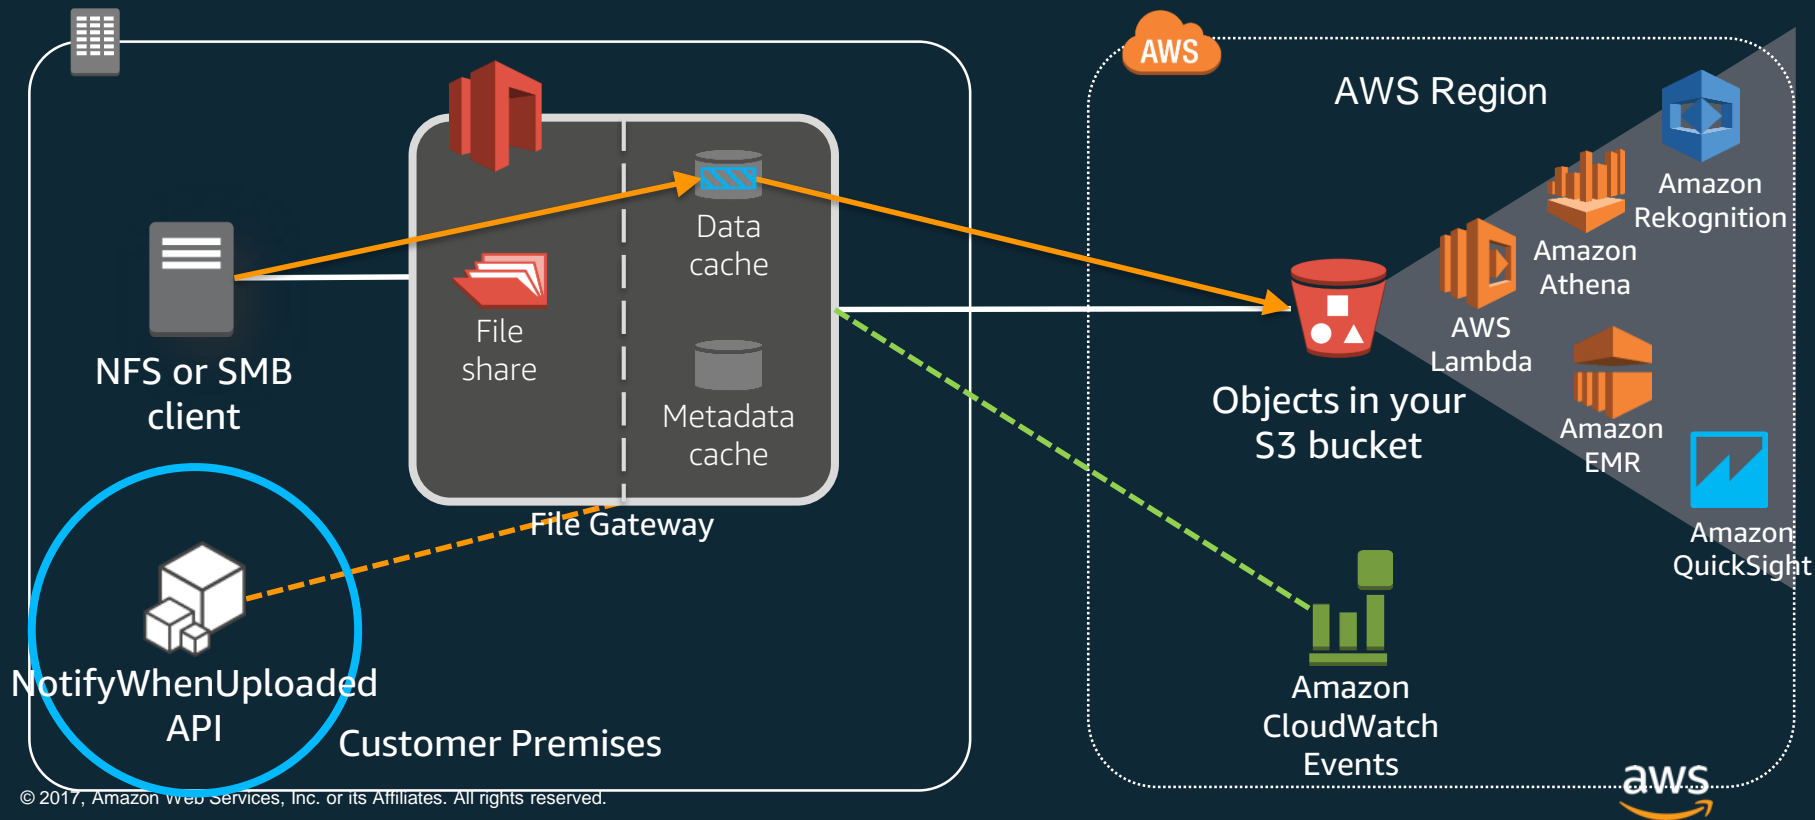 AWS
AWS Region
Amazon
Rekognition
Amazon
Athena
AWS
Lambda
Amazon
EMR
Amazon
QuickSight
Data
cache
File
share
Metadata
cache
File Gateway
NFS or SMB
client
Objects in your
S3 bucket
NotifyWhenUploaded
API
Customer Premises
Amazon
CloudWatch
Events
© 2017, Amazon Web Services, Inc. or its Affiliates. All rights reserved.
aws